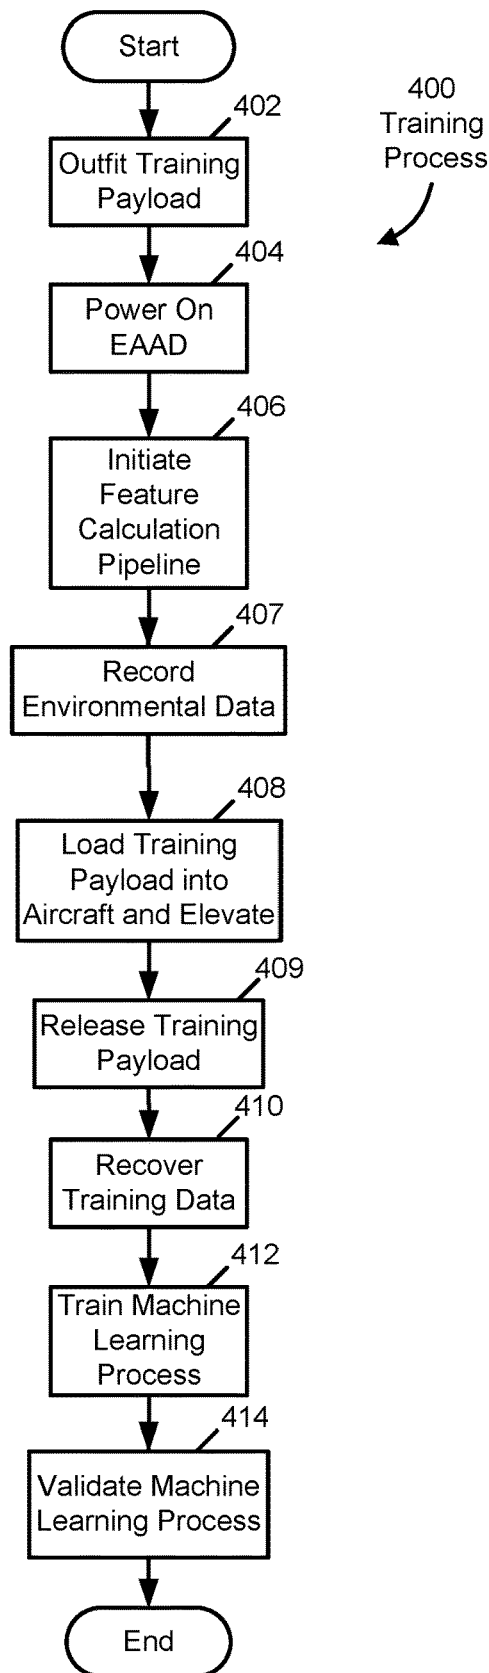 Start
400
Training
Process
402
Outfit Training
Payload
404
Power On
EAAD
406
Initiate
Feature
Calculation
Pipeline
407
Record
Environmental Data
408
Load Training
Payload into
Aircraft and Elevate
409
Release Training
Payload
410
Recover
Training Data
412
Train Machine
Learning
Process
414
Validate Machine
Learning Process
End